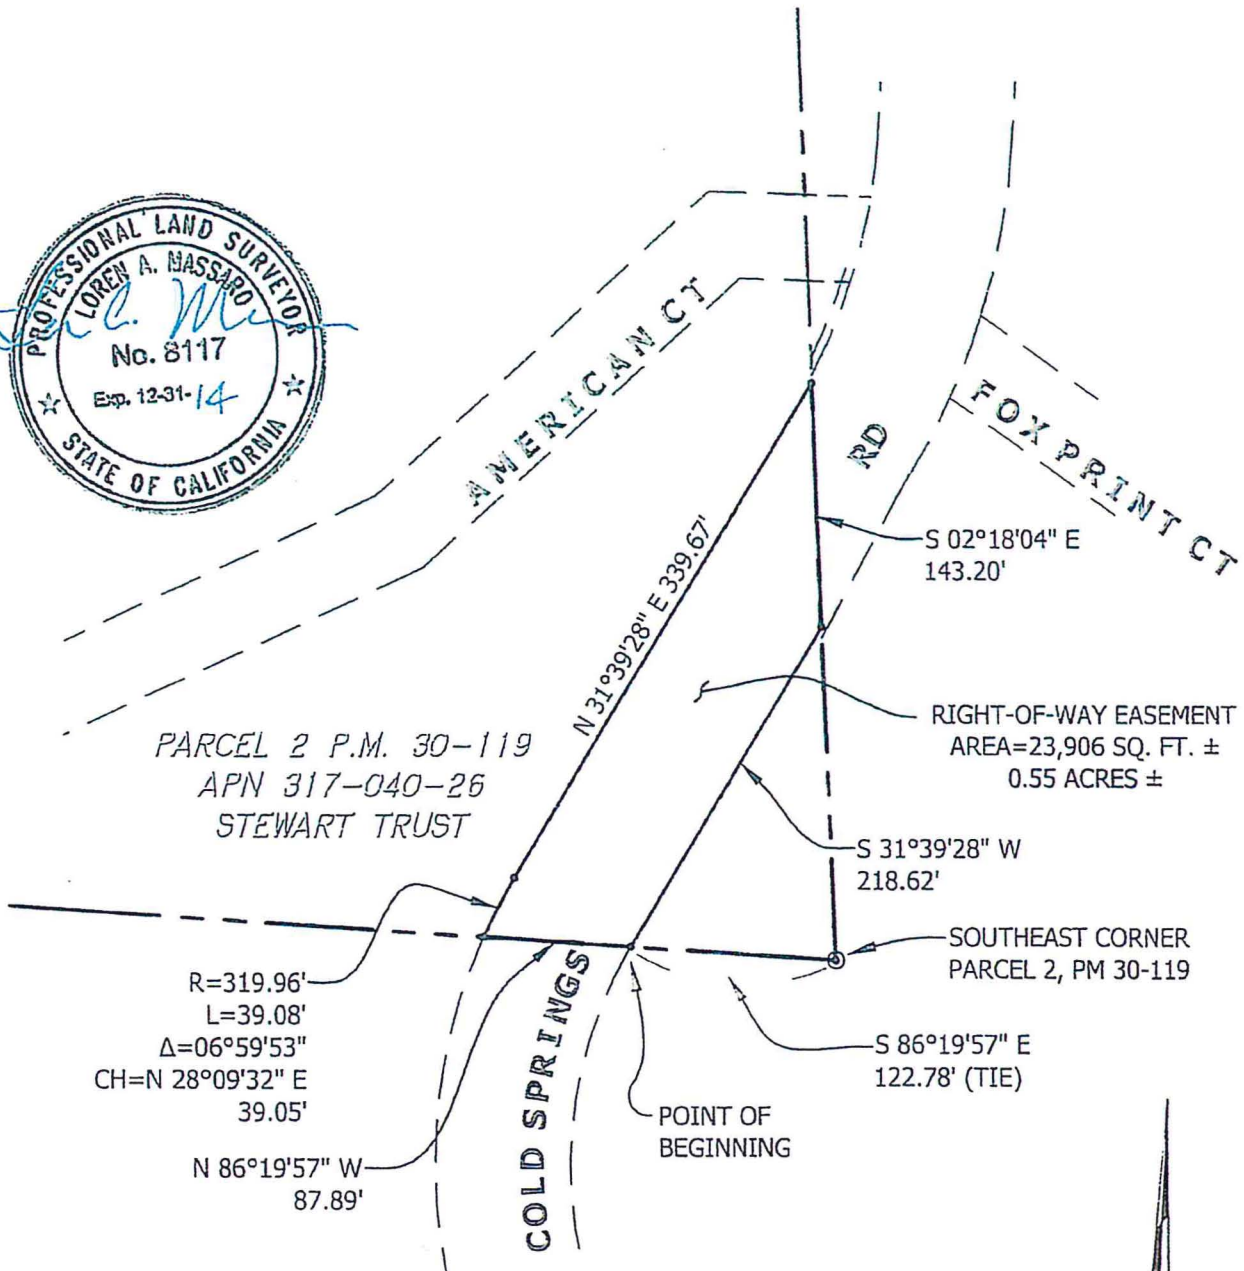 PROFESSIONAL LAND SURVEYOR
LOREN A. MASSARO
No. 8117
Exp. 12-31-14
STATE OF CALIFORNIA
AMERICAN CT
RD
FOX PRINT CT
S 02°18'04" E
143.20'
N 31°39'28" E 339.67'
RIGHT-OF-WAY EASEMENT
AREA=23,906 SQ. FT. ±
0.55 ACRES ±
PARCEL 2 P.M. 30-119
APN 317-040-26
STEWART TRUST
S 31°39'28" W
218.62'
SOUTHEAST CORNER
PARCEL 2, PM 30-119
R=319.96'
L=39.08'
Δ=06°59'53"
CH=N 28°09'32" E
39.05'
S 86°19'57" E
122.78' (TIE)
POINT OF
BEGINNING
N 86°19'57" W
87.89'
COLD SPRINGS